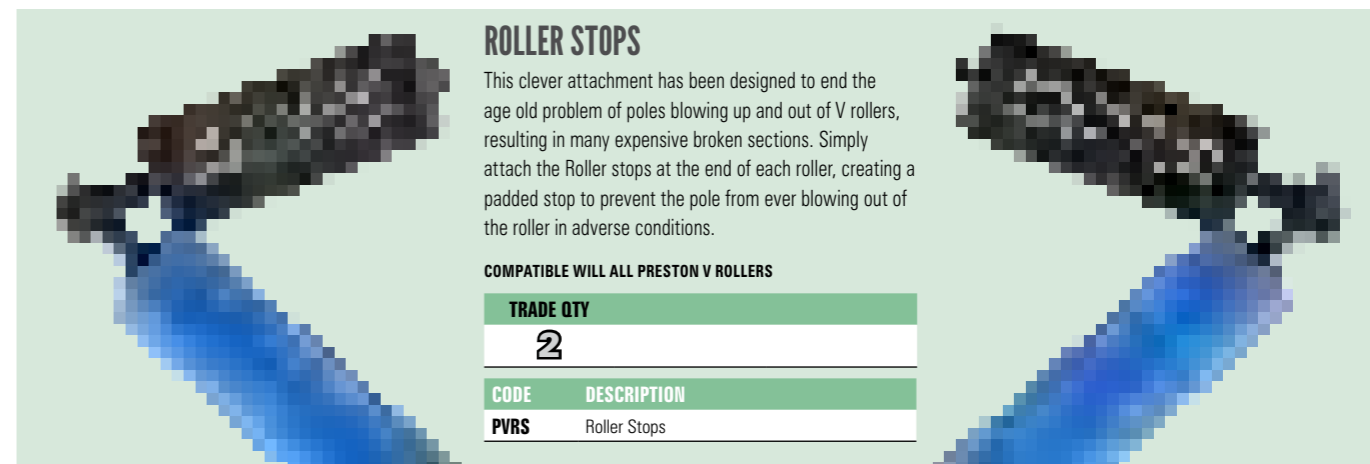 ROLLER STOPS
This clever attachment has been designed to end the
age old problem of poles blowing up and out of V rollers,
resulting in many expensive broken sections. Simply
attach the Roller stops at the end of each roller, creating a
padded stop to prevent the pole from ever blowing out of
the roller in adverse conditions.
COMPATIBLE WILL ALL PRESTON V ROLLERS
TRADE QTY
2
CODE DESCRIPTION
PVRS Roller Stops